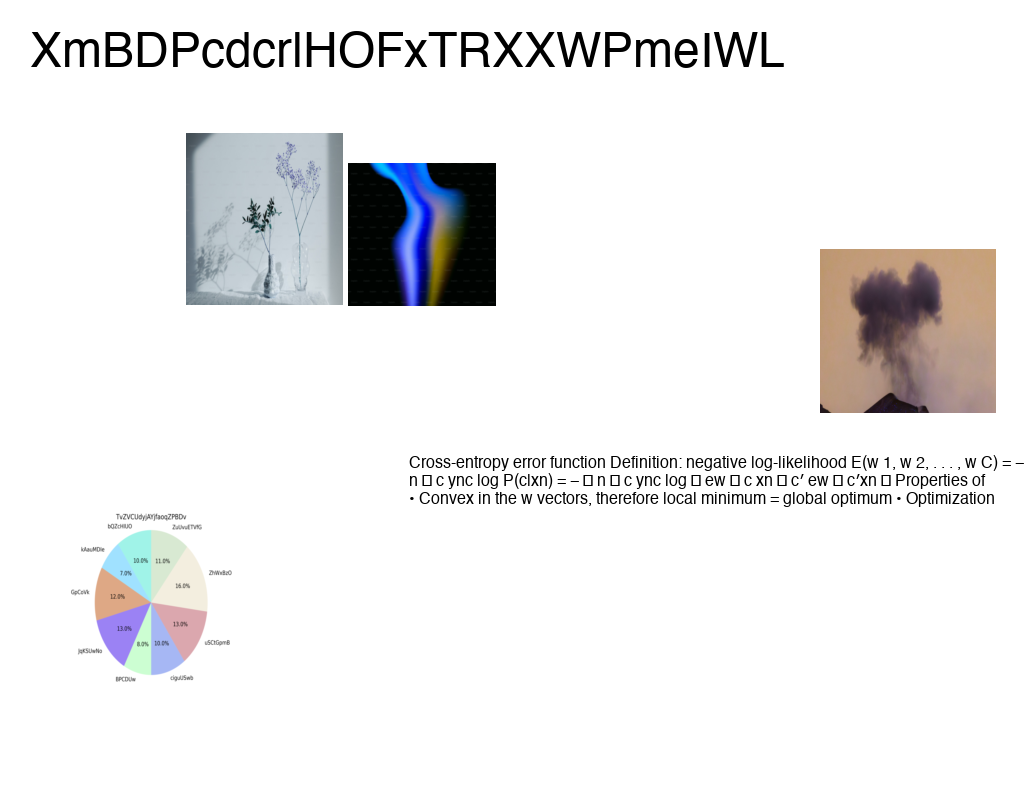 XmBDPcdcrlHOFxTRXXWPmeIWL
Cross-entropy error function Definition: negative log-likelihood E(w 1, w 2, . . . , w C) = –
n □ c ync log P(c|xn) = – □ n □ c ync log □ ew □ c xn □ c′ ew □ c′xn □ Properties of
• Convex in the w vectors, therefore local minimum = global optimum • Optimization
TvZVCUdyjAYjfaoqZPBDv
bQZcHlUO
ZuUvuETVfG
kAauMDIe
10.0%
11.0%
7.0%
ZhWxBzO
16.0%
GpCoVk
12.0%
13.0%
13.0%
uSCtGpmB
8.0%
10.0%
JqKSUwNo
BPCDUw
ciguUSwb